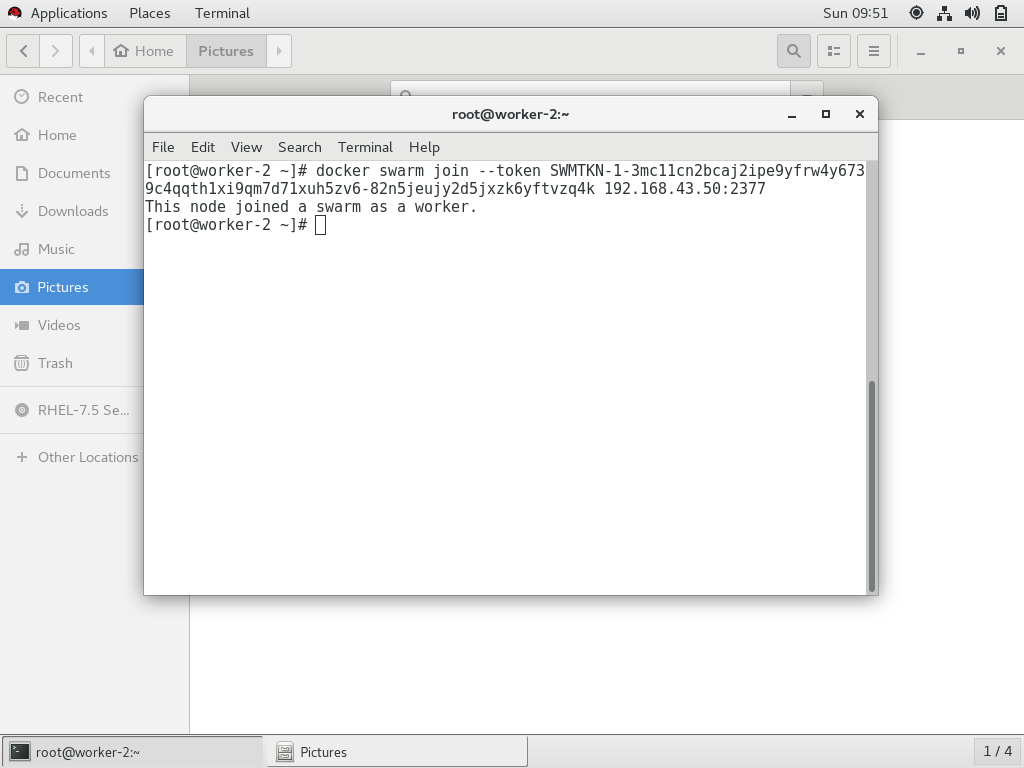 Applications Places Terminal Sun 09:51
Home Pictures
Recent
Home
Documents
Downloads
Music
Pictures
Videos
Trash
RHEL-7.5 Se...
Other Locations
root@worker-2:~
File Edit View Search Terminal Help
[root@worker-2 ~]# docker swarm join --token SWMTKN-1-3mc11cn2bcaj2ipe9yfrw4y673
9c4qqth1xi9qm7d71xuh5zv6-82n5jeujy2d5jxzk6yftvzq4k 192.168.43.50:2377
This node joined a swarm as a worker.
[root@worker-2 ~]#
root@worker-2:~ Pictures 1 / 4